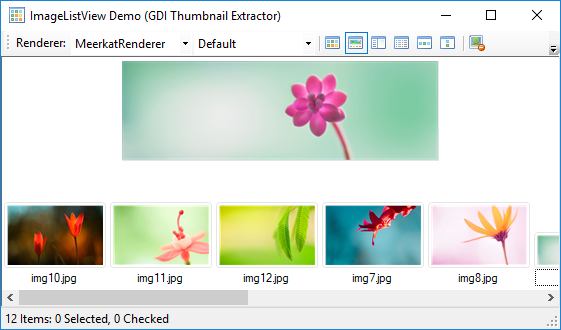 ImageListView Demo (GDI Thumbnail Extractor)
Renderer: MeerkatRenderer Default
img10.jpg img11.jpg img12.jpg img7.jpg img8.jpg
12 Items: 0 Selected, 0 Checked